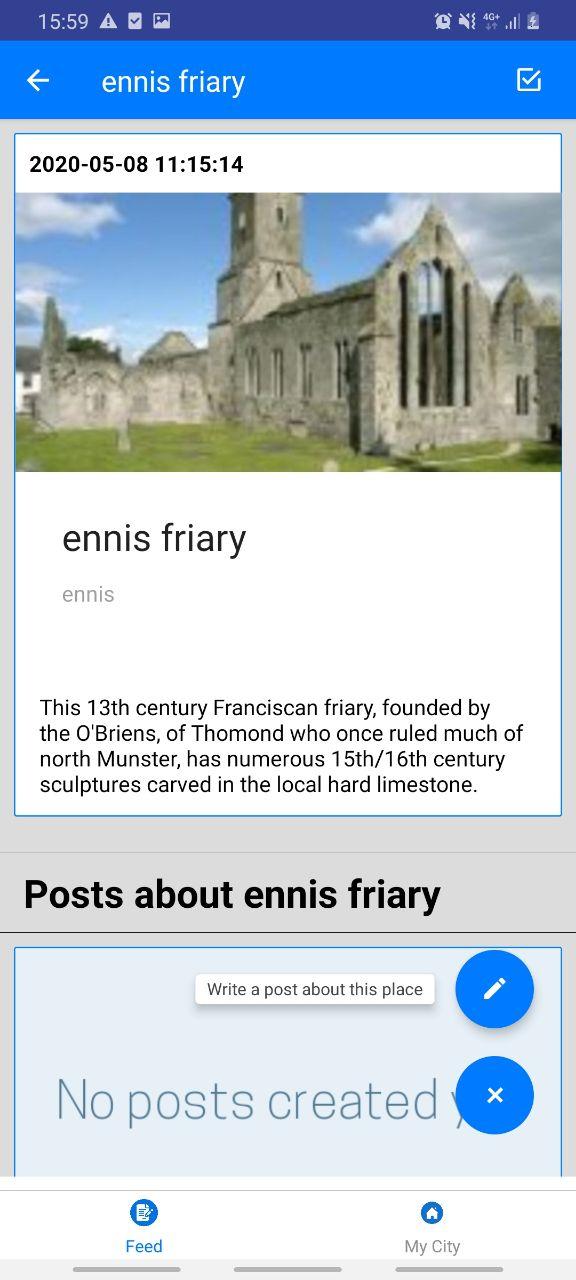 15:59
4G+
ennis friary
2020-05-08 11:15:14
ennis friary
ennis
This 13th century Franciscan friary, founded by
the O'Briens, of Thomond who once ruled much of
north Munster, has numerous 15th/16th century
sculptures carved in the local hard limestone.
Posts about ennis friary
Write a post about this place
No posts created
Feed
My City